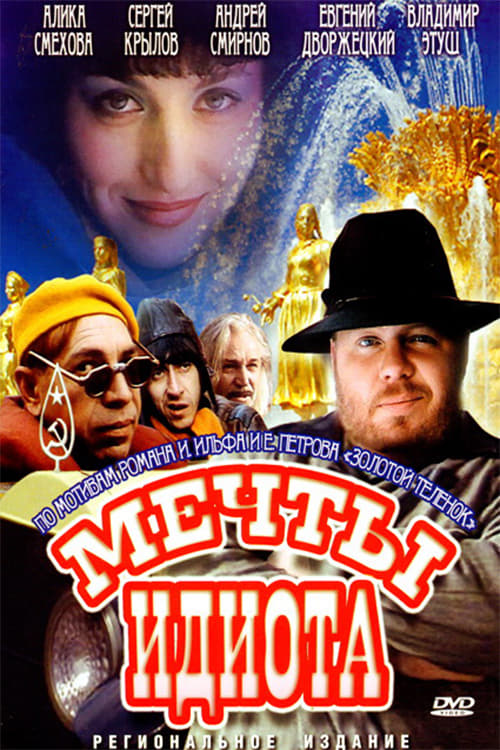 АЛИКА СМЕХОВА
СЕРГЕЙ КРЫЛОВ
АНДРЕЙ СМИРНОВ
ЕВГЕНИЙ ДВОРЖЕЦКИЙ
ВЛАДИМИР ЭТУШ
ПО МОТИВАМ РОМАНА И. ИЛЬФА И Е. ПЕТРОВА «ЗОЛОТОЙ ТЕЛЕНОК»
МЕЧТЫ
ИДИОТА
DVD
VIDEO
РЕГИОНАЛЬНОЕ ИЗДАНИЕ